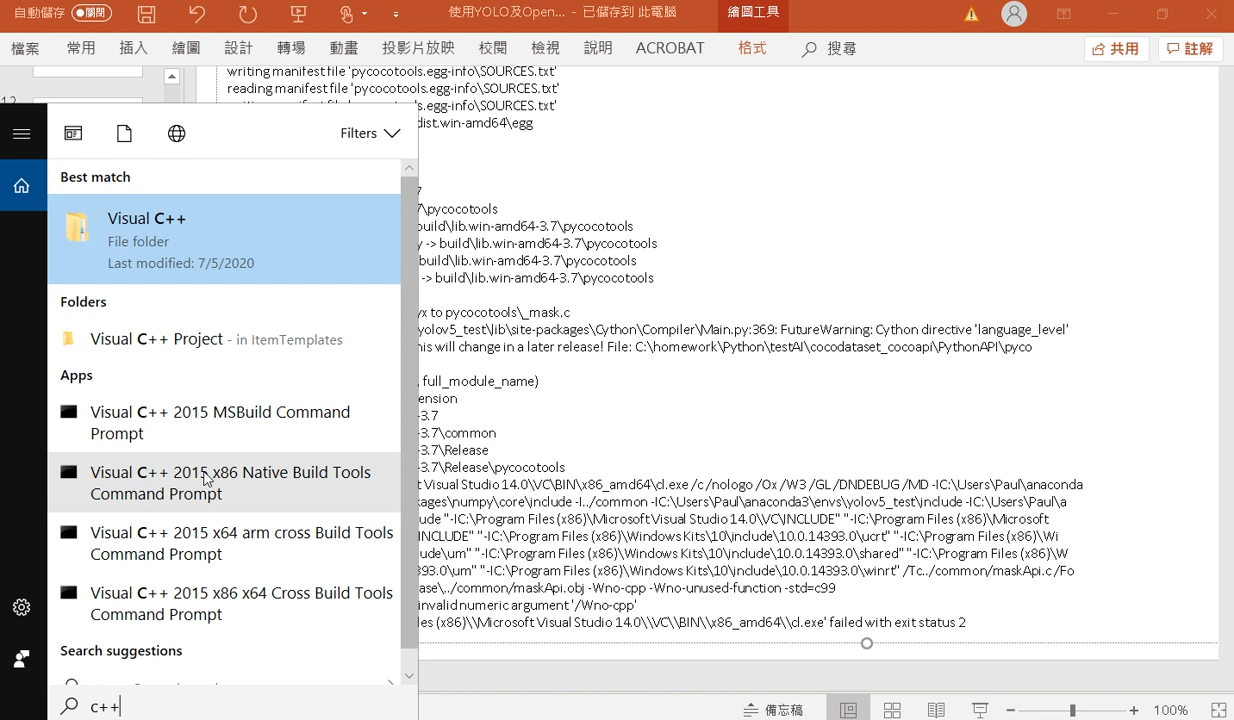 自動儲存 關閉 使用YOLO及Open... - 已儲存到 此電腦 繪圖工具
檔案 常用 插入 繪圖 設計 轉場 動畫 投影片放映 校閱 檢視 說明 ACROBAT 格式 搜尋 共用 註解
writing manifest file 'pycocotools.egg-info\SOURCES.txt'
reading manifest file 'pycocotools.egg-info\SOURCES.txt'
s.egg-info\SOURCES.txt'
dist.win-amd64\egg
Filters
Best match
Visual C++
File folder
Last modified: 7/5/2020
Folders
Visual C++ Project - in ItemTemplates
Apps
Visual C++ 2015 MSBuild Command
Prompt
Visual C++ 2015 x86 Native Build Tools
Command Prompt
Visual C++ 2015 x64 arm cross Build Tools
Command Prompt
Visual C++ 2015 x86 x64 Cross Build Tools
Command Prompt
Search suggestions
c++
7
7\pycocotools
build\lib.win-amd64-3.7\pycocotools
y -> build\lib.win-amd64-3.7\pycocotools
build\lib.win-amd64-3.7\pycocotools
-> build\lib.win-amd64-3.7\pycocotools
yx to pycocotools\_mask.c
yolov5_test\lib\site-packages\Cython\Compiler\Main.py:369: FutureWarning: Cython directive 'language_level'
his will change in a later release! File: C:\homework\Python\testAI\cocodataset_cocoapi\PythonAPI\pyco
, full_module_name)
ension
-3.7
-3.7\common
-3.7\Release
-3.7\Release\pycocotools
t Visual Studio 14.0\VC\BIN\x86_amd64\cl.exe /c /nologo /Ox /W3 /GL /DNDEBUG /MD -IC:\Users\Paul\anaconda
kages\numpy\core\include -I../common -IC:\Users\Paul\anaconda3\envs\yolov5_test\include -IC:\Users\Paul\a
ude "-IC:\Program Files (x86)\Microsoft Visual Studio 14.0\VC\INCLUDE" "-IC:\Program Files (x86)\Microsoft
INCLUDE" "-IC:\Program Files (x86)\Windows Kits\10\include\10.0.14393.0\ucrt" "-IC:\Program Files (x86)\Wi
ude\um" "-IC:\Program Files (x86)\Windows Kits\10\include\10.0.14393.0\shared" "-IC:\Program Files (x86)\W
393.0\um" "-IC:\Program Files (x86)\Windows Kits\10\include\10.0.14393.0\winrt" /Tc../common/maskApi.c /Fo
ase\../common/maskApi.obj -Wno-cpp -Wno-unused-function -std=c99
invalid numeric argument '/Wno-cpp'
les (x86)\\Microsoft Visual Studio 14.0\\VC\\BIN\\x86_amd64\\cl.exe' failed with exit status 2
備忘稿 100%